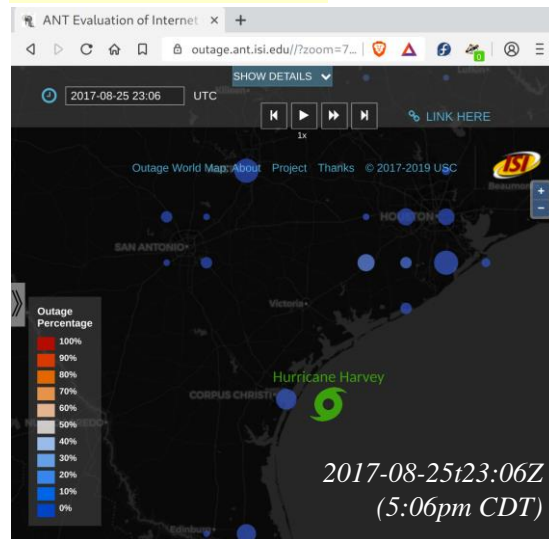 ANT Evaluation of Internet × +
outage.ant.isi.edu//?zoom=7...
SHOW DETAILS
2017-08-25 23:06 UTC
1x
LINK HERE
Outage World Map: About Project Thanks © 2017-2019 USC
ISI
Beaumont
+
−
HOUSTON
SAN ANTONIO
Victoria
Outage
Percentage
100%
90%
80%
70%
60%
50%
40%
30%
20%
10%
0%
Hurricane Harvey
CORPUS CHRISTI
2017-08-25t23:06Z
(5:06pm CDT)
Edinburg